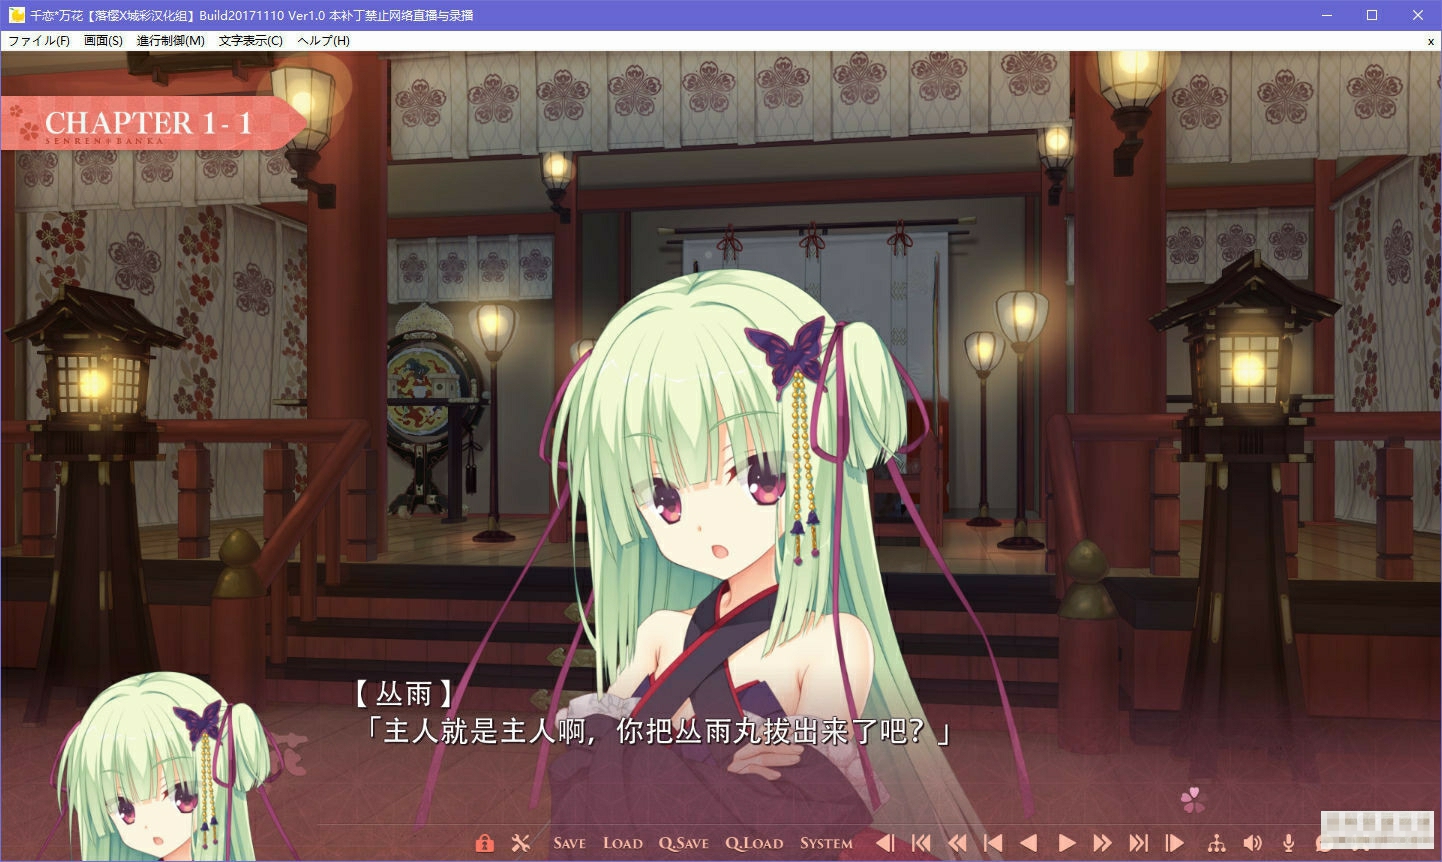 千恋*万花【落樱X城彩汉化组】Build20171110 Ver1.0 本补丁禁止网络直播与录播
ファイル(F) 画面(S) 進行制御(M) 文字表示(C) ヘルプ(H) x
CHAPTER 1-1
SENREN*BANKA
【丛雨】
「主人就是主人啊，你把丛雨丸拔出来了吧？」
SAVE LOAD Q.SAVE Q.LOAD SYSTEM